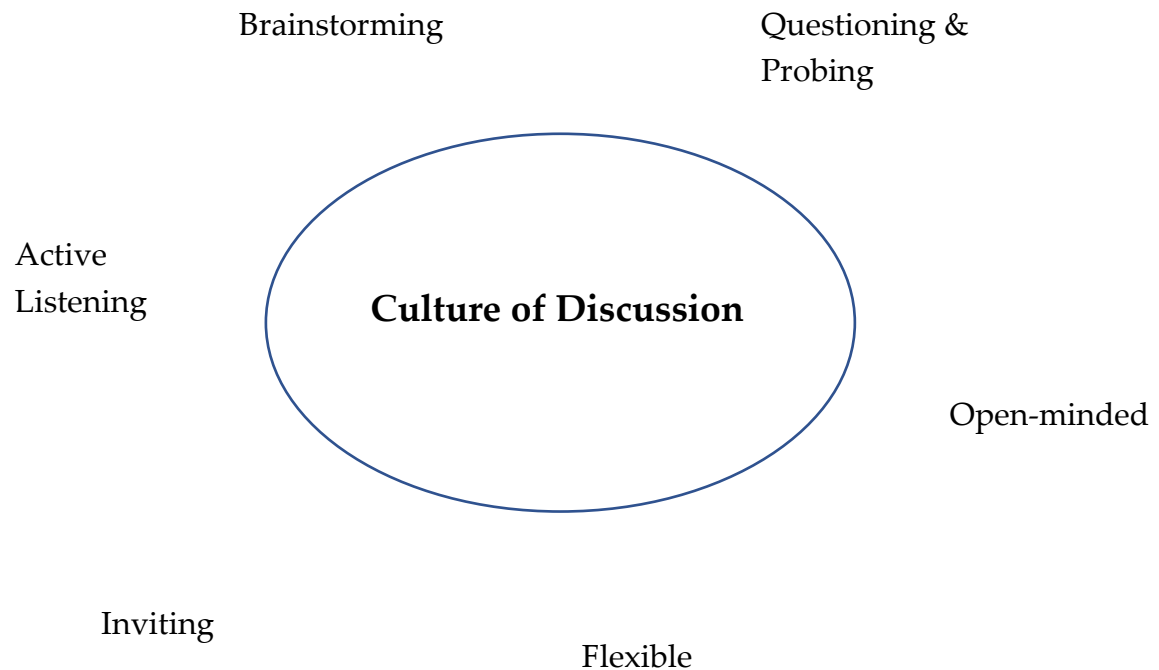 Brainstorming
Questioning &
Probing
Active
Listening
Culture of Discussion
Open-minded
Inviting
Flexible